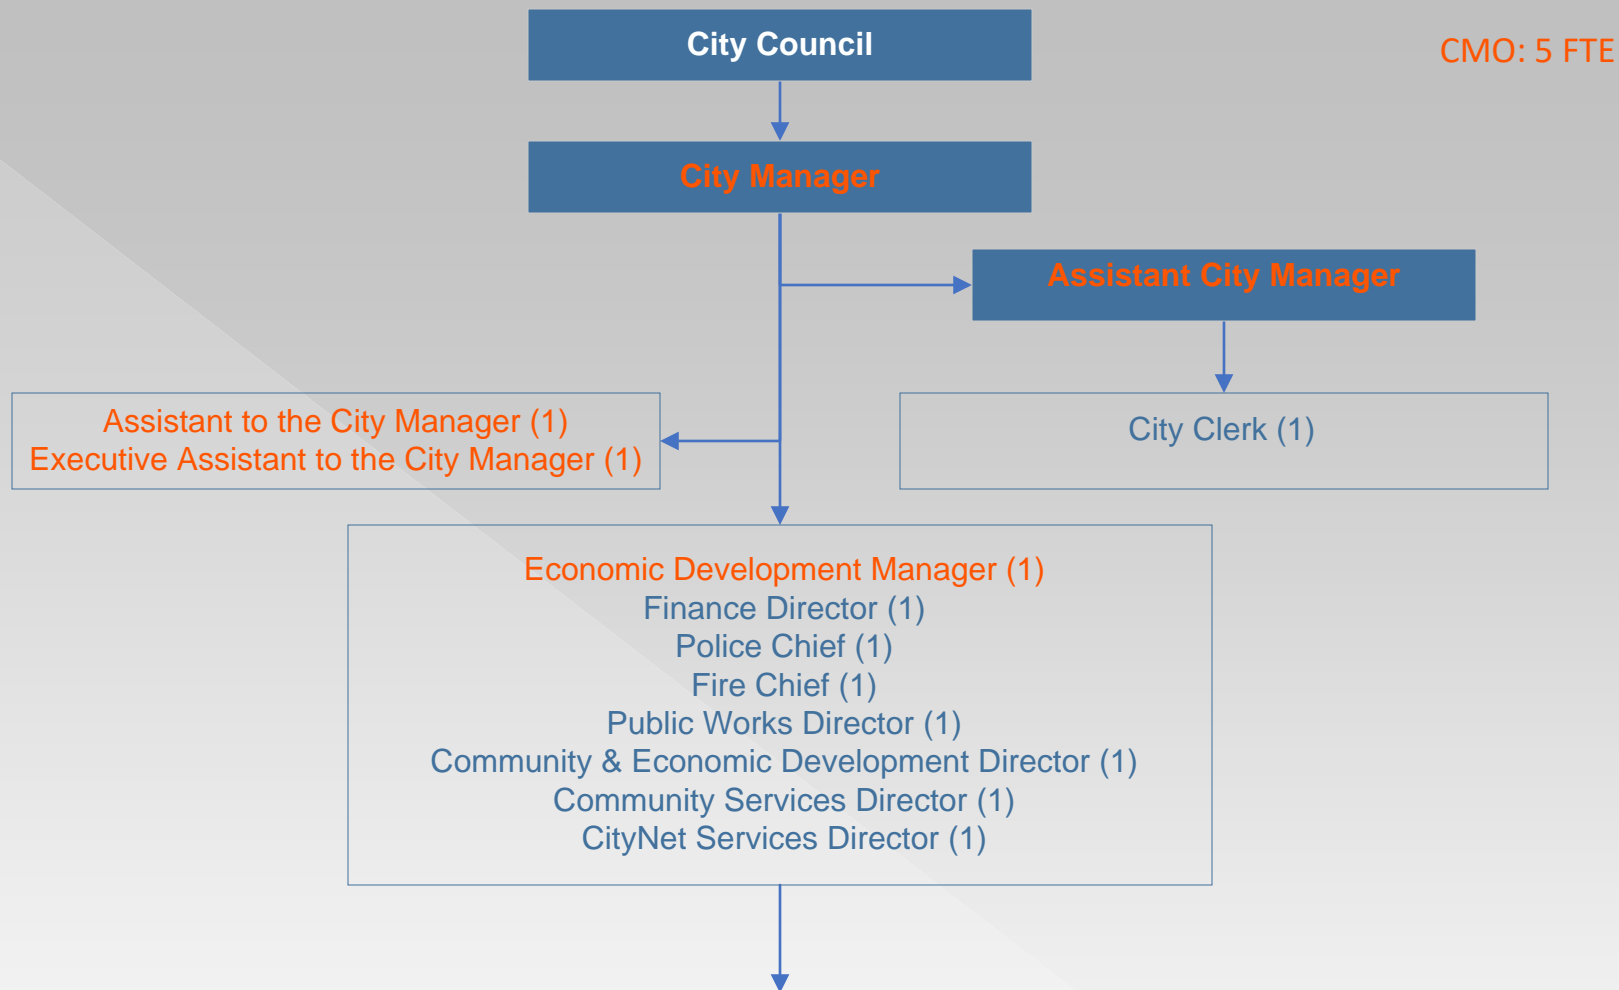 City Council
CMO: 5 FTE
City Manager
Assistant City Manager
Assistant to the City Manager (1)
Executive Assistant to the City Manager (1)
City Clerk (1)
Economic Development Manager (1)
Finance Director (1)
Police Chief (1)
Fire Chief (1)
Public Works Director (1)
Community & Economic Development Director (1)
Community Services Director (1)
CityNet Services Director (1)